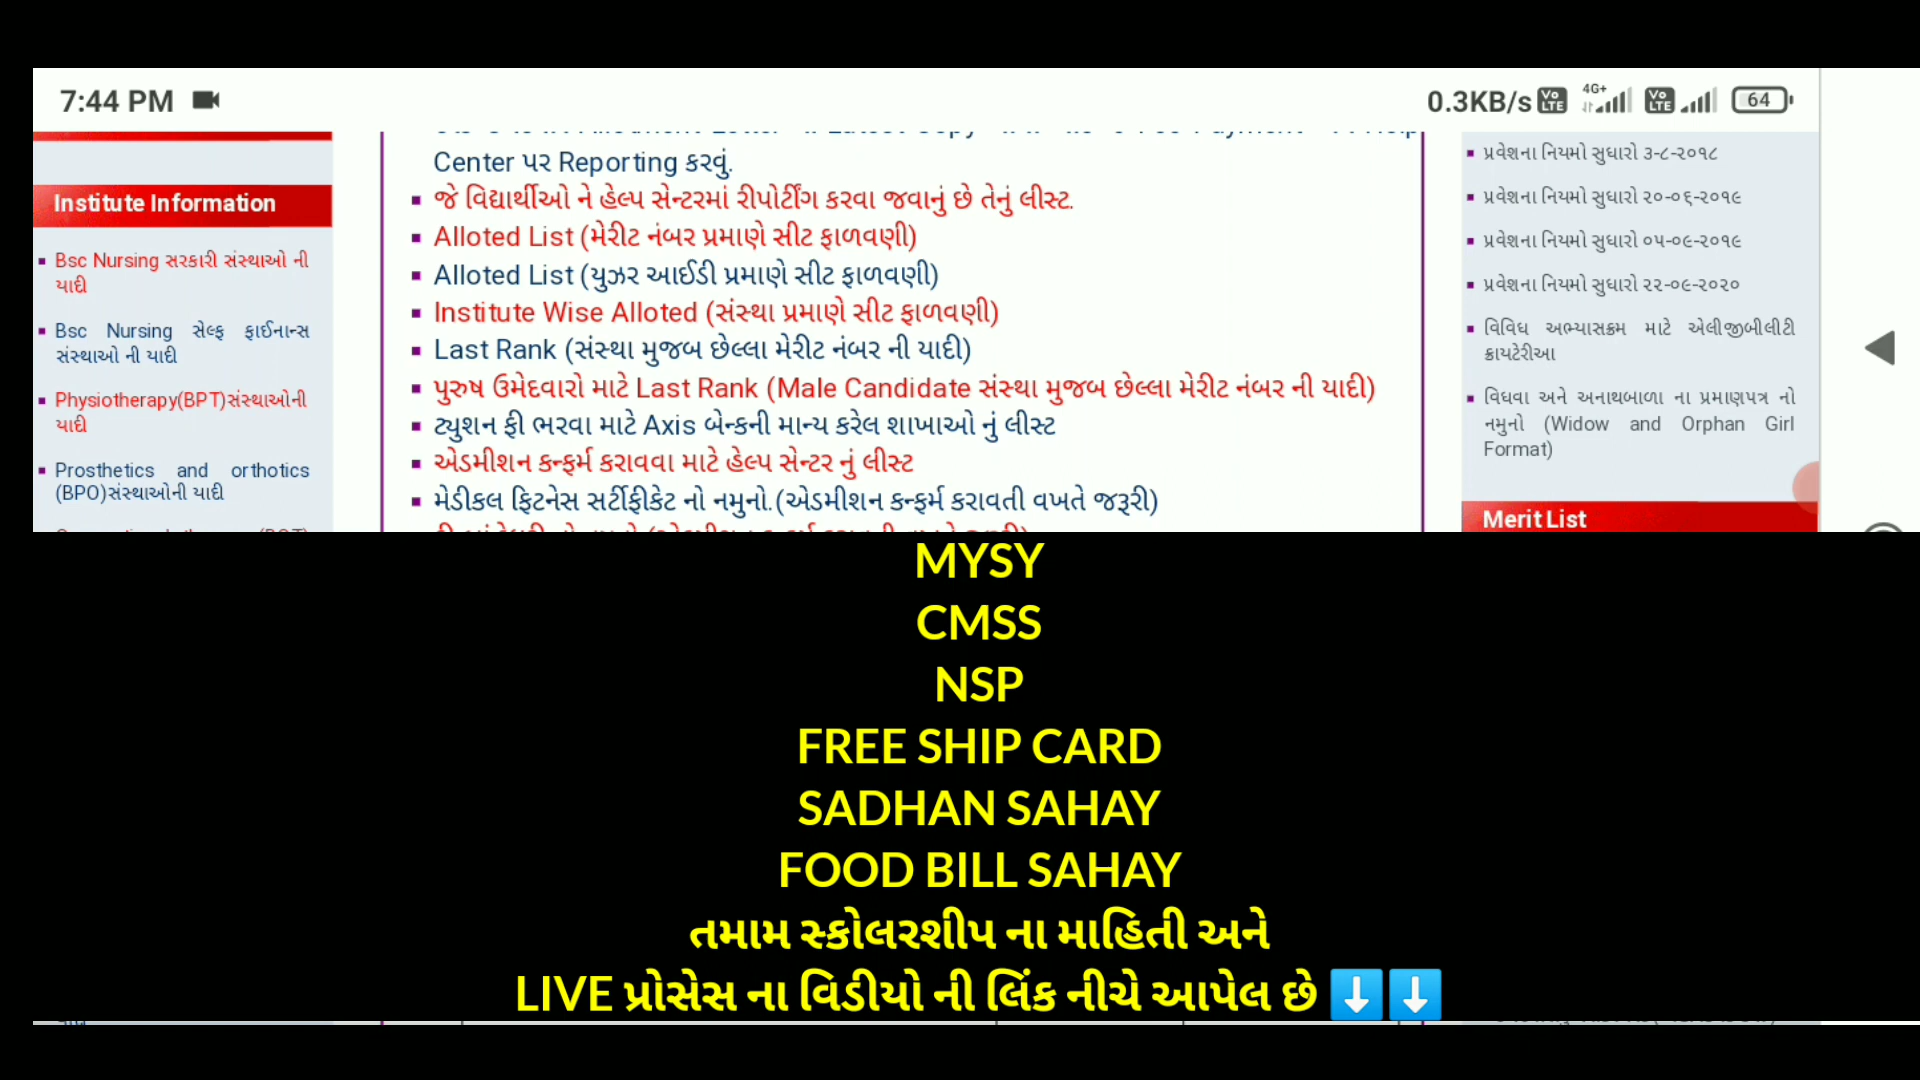 7:44 PM
0.3KB/s Vo LTE 4G+ Vo LTE 64
Center પર Reporting કરવું.
જે વિદ્યાર્થીઓ ને હેલ્પ સેન્ટરમાં રીપોર્ટીંગ કરવા જવાનું છે તેનું લીસ્ટ.
Alloted List (મેરીટ નંબર પ્રમાણે સીટ ફાળવણી)
Alloted List (યુઝર આઈડી પ્રમાણે સીટ ફાળવણી)
Institute Wise Alloted (સંસ્થા પ્રમાણે સીટ ફાળવણી)
Last Rank (સંસ્થા મુજબ છેલ્લા મેરીટ નંબર ની યાદી)
પુરુષ ઉમેદવારો માટે Last Rank (Male Candidate સંસ્થા મુજબ છેલ્લા મેરીટ નંબર ની યાદી)
ટ્યુશન ફી ભરવા માટે Axis બેન્કની માન્ય કરેલ શાખાઓ નું લીસ્ટ
એડમીશન કન્ફર્મ કરાવવા માટે હેલ્પ સેન્ટર નું લીસ્ટ
મેડીકલ ફિટનેસ સર્ટીફીકેટ નો નમુનો.(એડમીશન કન્ફર્મ કરાવતી વખતે જરૂરી)
Institute Information
Bsc Nursing સરકારી સંસ્થાઓ ની
યાદી
Bsc Nursing સેલ્ફ ફાઈનાન્સ
સંસ્થાઓ ની યાદી
Physiotherapy(BPT)સંસ્થાઓની
યાદી
Prosthetics and orthotics
(BPO)સંસ્થાઓની યાદી
પ્રવેશના નિયમો સુધારો ૩-૮-૨૦૧૮
પ્રવેશના નિયમો સુધારો ૨૦-૦૬-૨૦૧૯
પ્રવેશના નિયમો સુધારો ૦૫-૦૯-૨૦૧૯
પ્રવેશના નિયમો સુધારો ૨૨-૦૯-૨૦૨૦
વિવિધ અભ્યાસક્રમ માટે એલીજીબીલીટી
ક્રાયટેરીઆ
વિધવા અને અનાથબાળા ના પ્રમાણપત્ર નો
નમુનો (Widow and Orphan Girl
Format)
Merit List
MYSY
CMSS
NSP
FREE SHIP CARD
SADHAN SAHAY
FOOD BILL SAHAY
તમામ સ્કોલરશીપ ના માહિતી અને
LIVE પ્રોસેસ ના વિડીયો ની લિંક નીચે આપેલ છે ⬇️⬇️